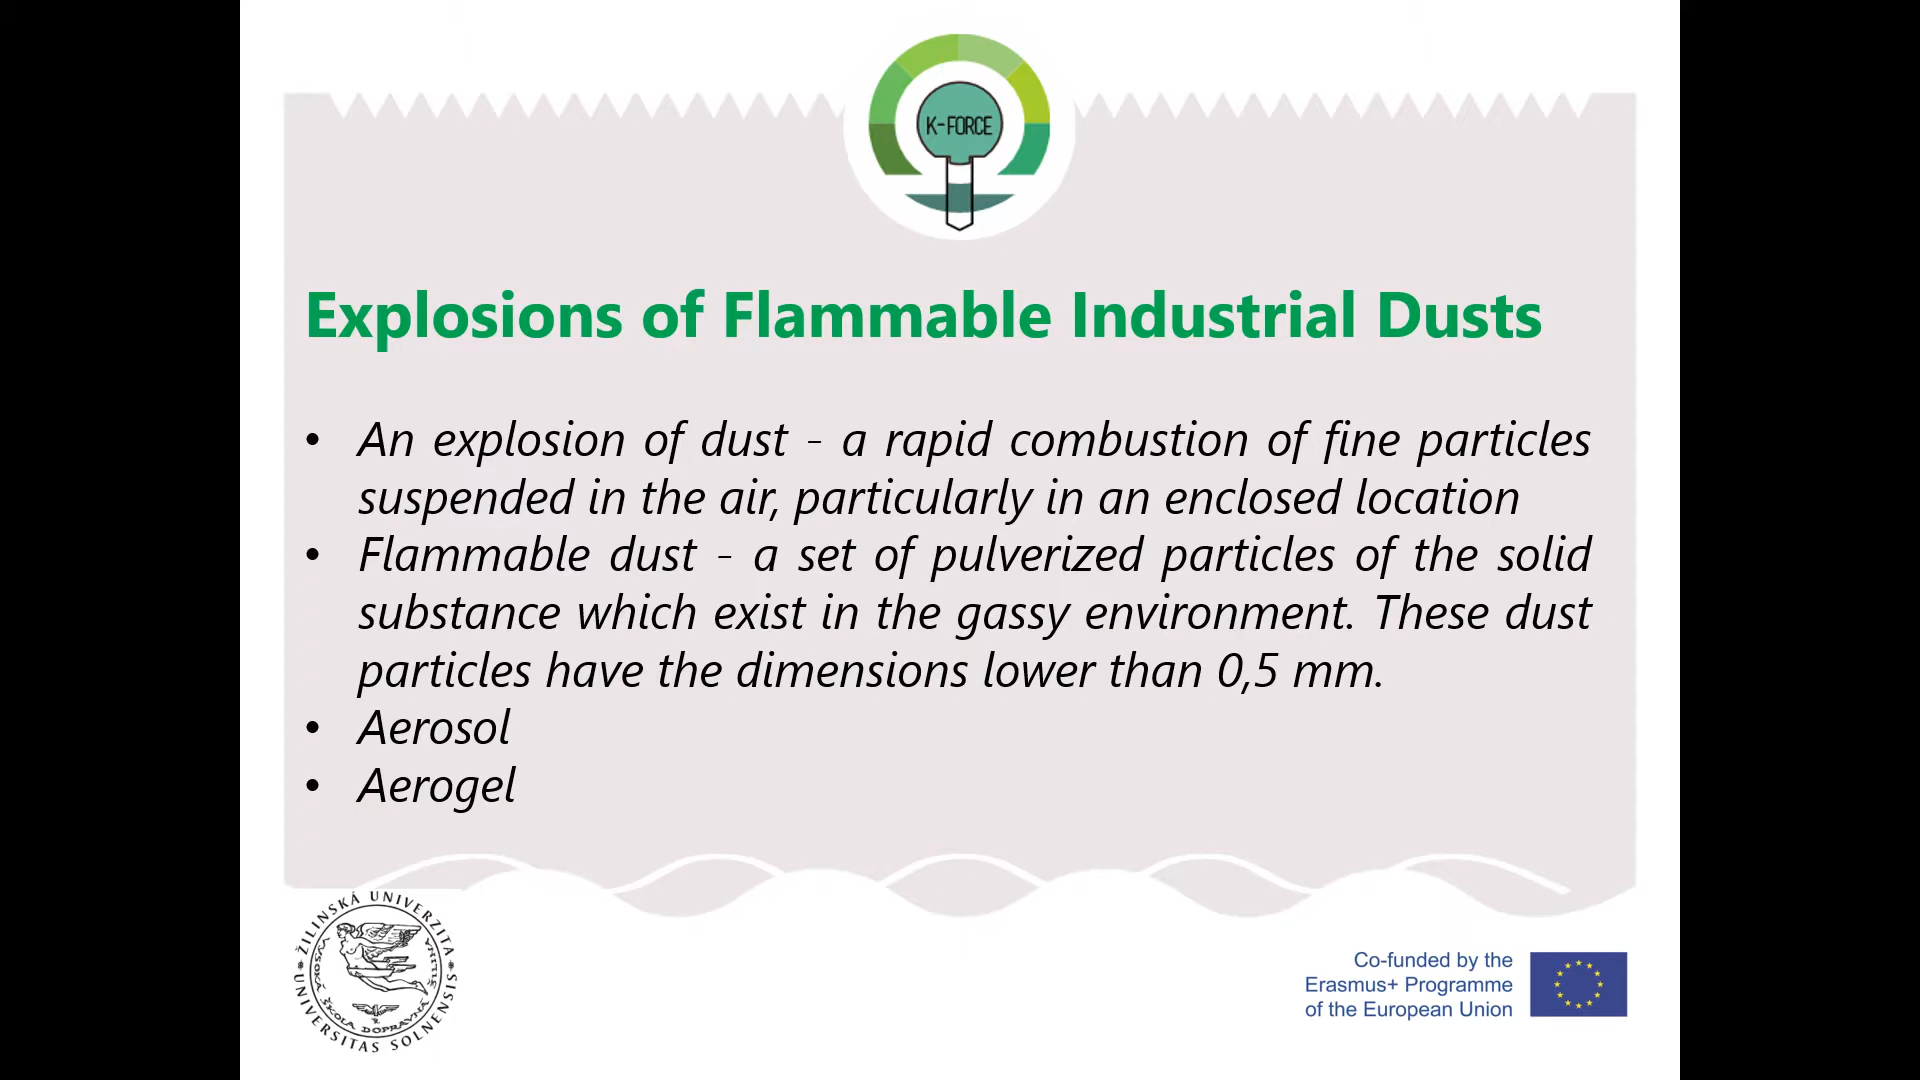 K-FORCE
Explosions of Flammable Industrial Dusts
• An explosion of dust - a rapid combustion of fine particles
suspended in the air, particularly in an enclosed location
• Flammable dust - a set of pulverized particles of the solid
substance which exist in the gassy environment. These dust
particles have the dimensions lower than 0,5 mm.
• Aerosol
• Aerogel
ŽILINSKÁ UNIVERZITA
UNIVERSITAS SOLNENSIS
VYSOKÁ ŠKOLA DOPRAVNÁ
Co-funded by the
Erasmus+ Programme
of the European Union